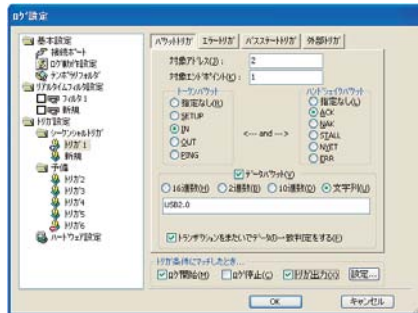 ログ設定
基本設定
接続ポート
ログ動作設定
テンポラリフォルダ
リアルタイムフィルタ設定
フィルタ1
新規
トリガ設定
シーケンシャルトリガ
トリガ1
新規
予備
トリガ2
トリガ3
トリガ4
トリガ5
トリガ6
ハードウェア設定
パケットトリガ エラートリガ バスステートトリガ 外部トリガ
対象アドレス(J): 2
対象エンドポイント(K): 1
トークンパケット
指定なし(A)
SETUP
IN
OUT
PING
<--- and --->
ハンドシェイクパケット
指定なし(L)
ACK
NAK
STALL
NYET
ERR
データパケット(Y)
16進数(H) 2進数(B) 10進数(D) 文字列(U)
USB2.0
トランザクションをまたいでデータの一致判定をする(F)
トリガ条件にマッチしたとき...
ログ開始(M) ログ停止(C) トリガ出力(X) 設定...
OK キャンセル